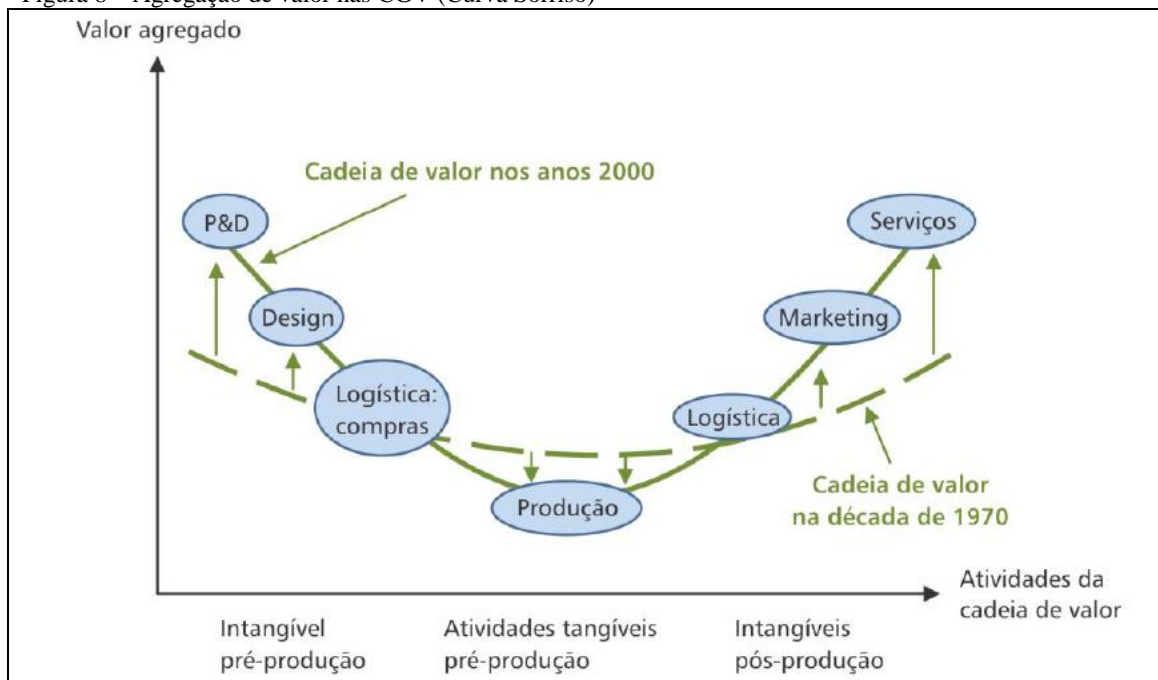 Valor agregado
Cadeia de valor nos anos 2000
P&D
Serviços
Design
Marketing
Logística:
compras
Logística
Produção
Cadeia de valor
na década de 1970
Atividades da
cadeia de valor
Intangível
pré-produção
Atividades tangíveis
pré-produção
Intangíveis
pós-produção